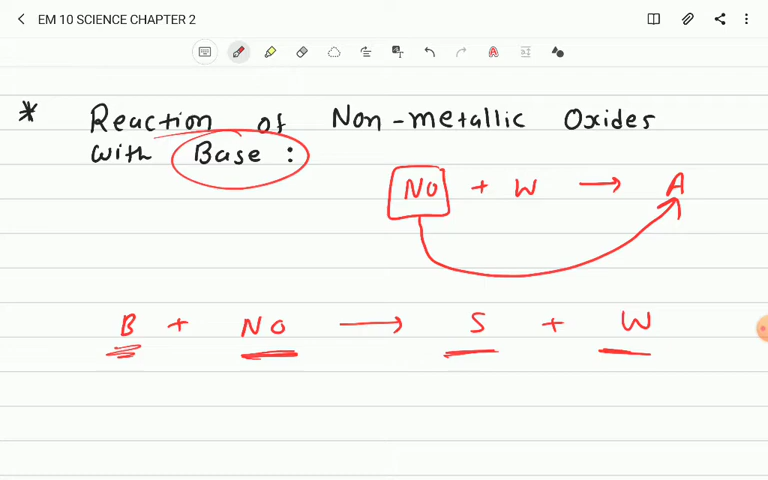 EM 10 SCIENCE CHAPTER 2
* Reaction of Non-metallic Oxides
with Base :
NO + W → A
B + NO → S + W